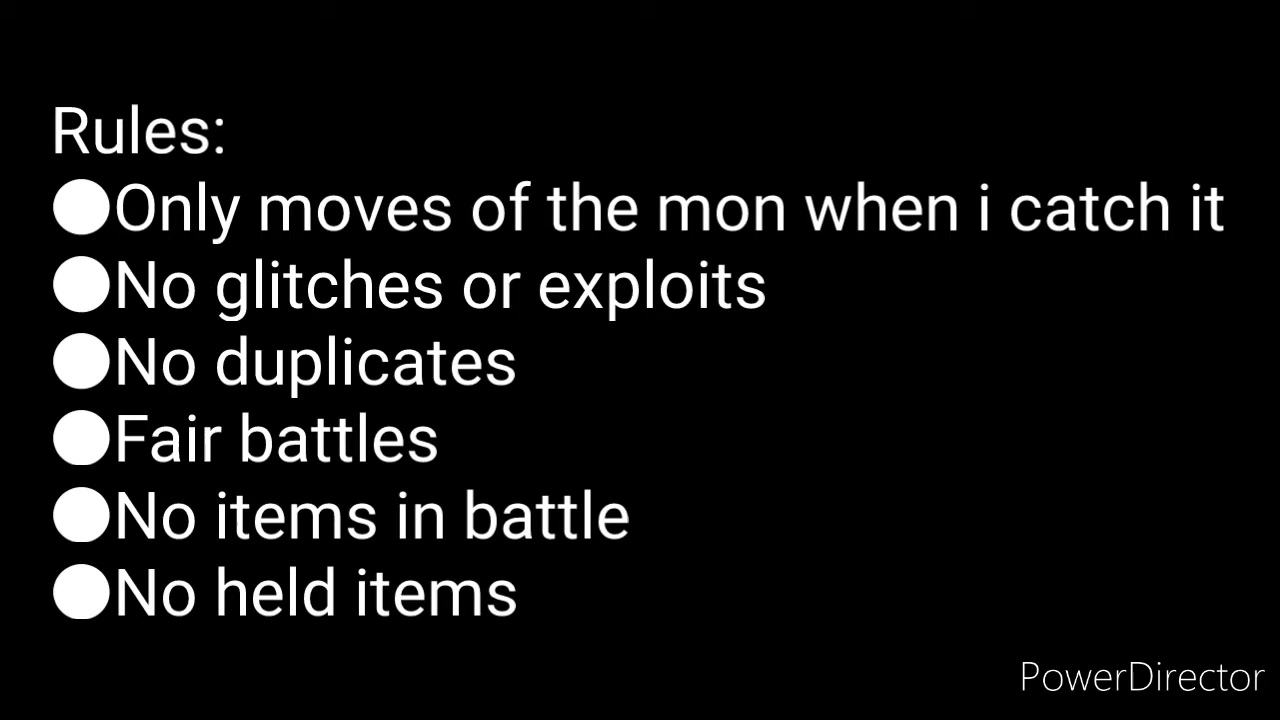 Rules:
●Only moves of the mon when i catch it
●No glitches or exploits
●No duplicates
●Fair battles
●No items in battle
●No held items
PowerDirector